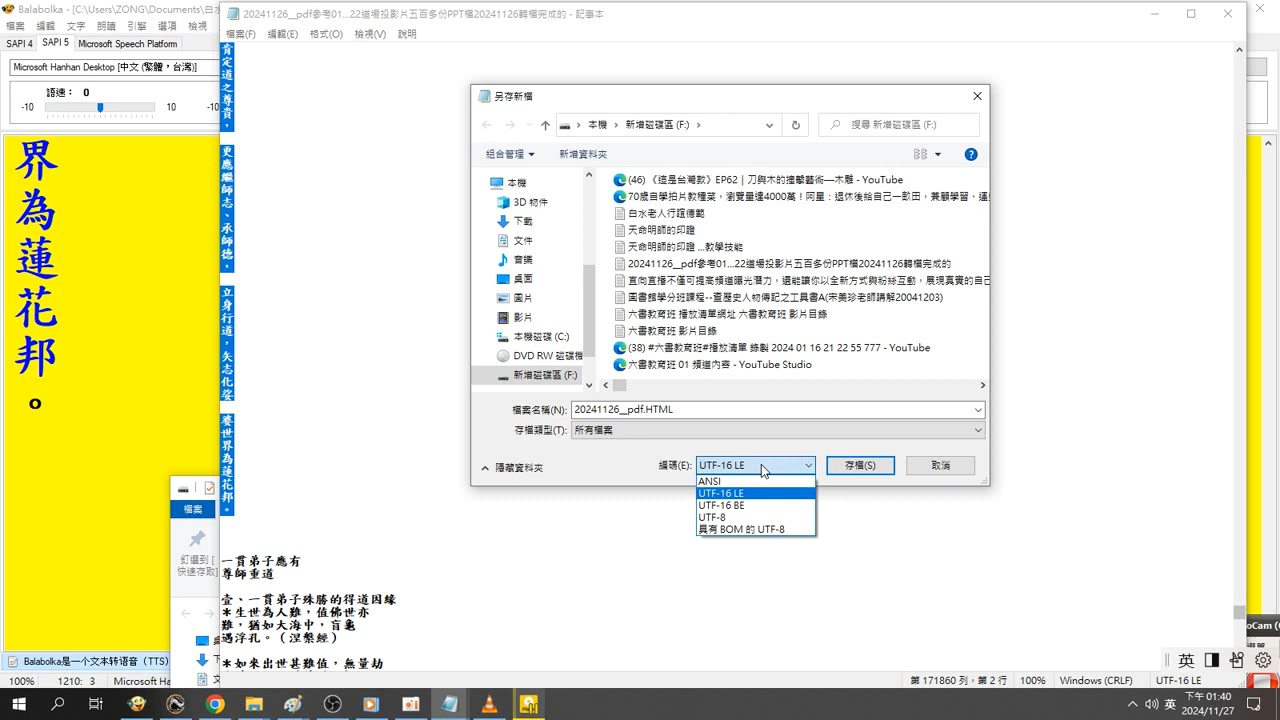 Balabolka - [C:\Users\ZONG\Documents\白水
檔案 編輯 文字 朗讀 引擎 選項 檢視
SAPI 4 SAPI 5 Microsoft Speech Platform
Microsoft Hanhan Desktop [中文 (繁體，台灣)]
語速： 0
-10 10 -10
界為蓮花邦。
檔案
釘選到 [
快速存取]
Balabolka是一个文本转语音（TTS）
100% 1210: 3 Microsoft Ha
20241126__pdf參考01...22道場投影片五百多份PPT檔20241126轉檔完成的 - 記事本
檔案(F) 編輯(E) 格式(O) 檢視(V) 說明
肯定道之尊貴，
更應繼師志、承師德，
立身行道，矢志化娑
婆世界為蓮花邦。
一貫弟子應有
尊師重道
壹、一貫弟子殊勝的得道因緣
＊生世為人難，值佛世亦
難，猶如大海中，盲龜
遇浮孔。（涅槃經）
＊如來出世甚難值，無量劫
另存新檔
本機 新增磁碟區 (F:)
搜尋 新增磁碟區 (F:)
組合管理 新增資料夾
本機
3D 物件
下載
文件
音樂
桌面
圖片
影片
本機磁碟 (C:)
DVD RW 磁碟機
新增磁碟區 (F:)
(46) 《這是台灣款》EP62｜刀與木的撞擊藝術—木雕 - YouTube
70歲自學拍片教種菜，瀏覽量達4000萬！阿星：退休後給自己一畝田，兼顧學習、運
白水老人行誼德範
天命明師的印證
天命明師的印證 ...教學技能
20241126__pdf參考01...22道場投影片五百多份PPT檔20241126轉檔完成的
直向直播不僅可提高頻道曝光潛力，還能讓你以全新方式與粉絲互動，展現真實的自己
圖書館學分班課程--查歷史人物傳記之工具書A(宋美珍老師講解20041203)
六書教育班 播放清單網址 六書教育班 影片目錄
六書教育班 影片目錄
(38) #六書教育班#播放清單 錄製 2024 01 16 21 22 55 777 - YouTube
六書教育班 01 頻道內容 - YouTube Studio
檔案名稱(N): 20241126__pdf.HTML
存檔類型(T): 所有檔案
隱藏資料夾 編碼(E): UTF-16 LE 存檔(S) 取消
ANSI
UTF-16 LE
UTF-16 BE
UTF-8
具有 BOM 的 UTF-8
英
第 171860 列，第 2 行 100% Windows (CRLF) UTF-16 LE
英 下午 01:40
2024/11/27